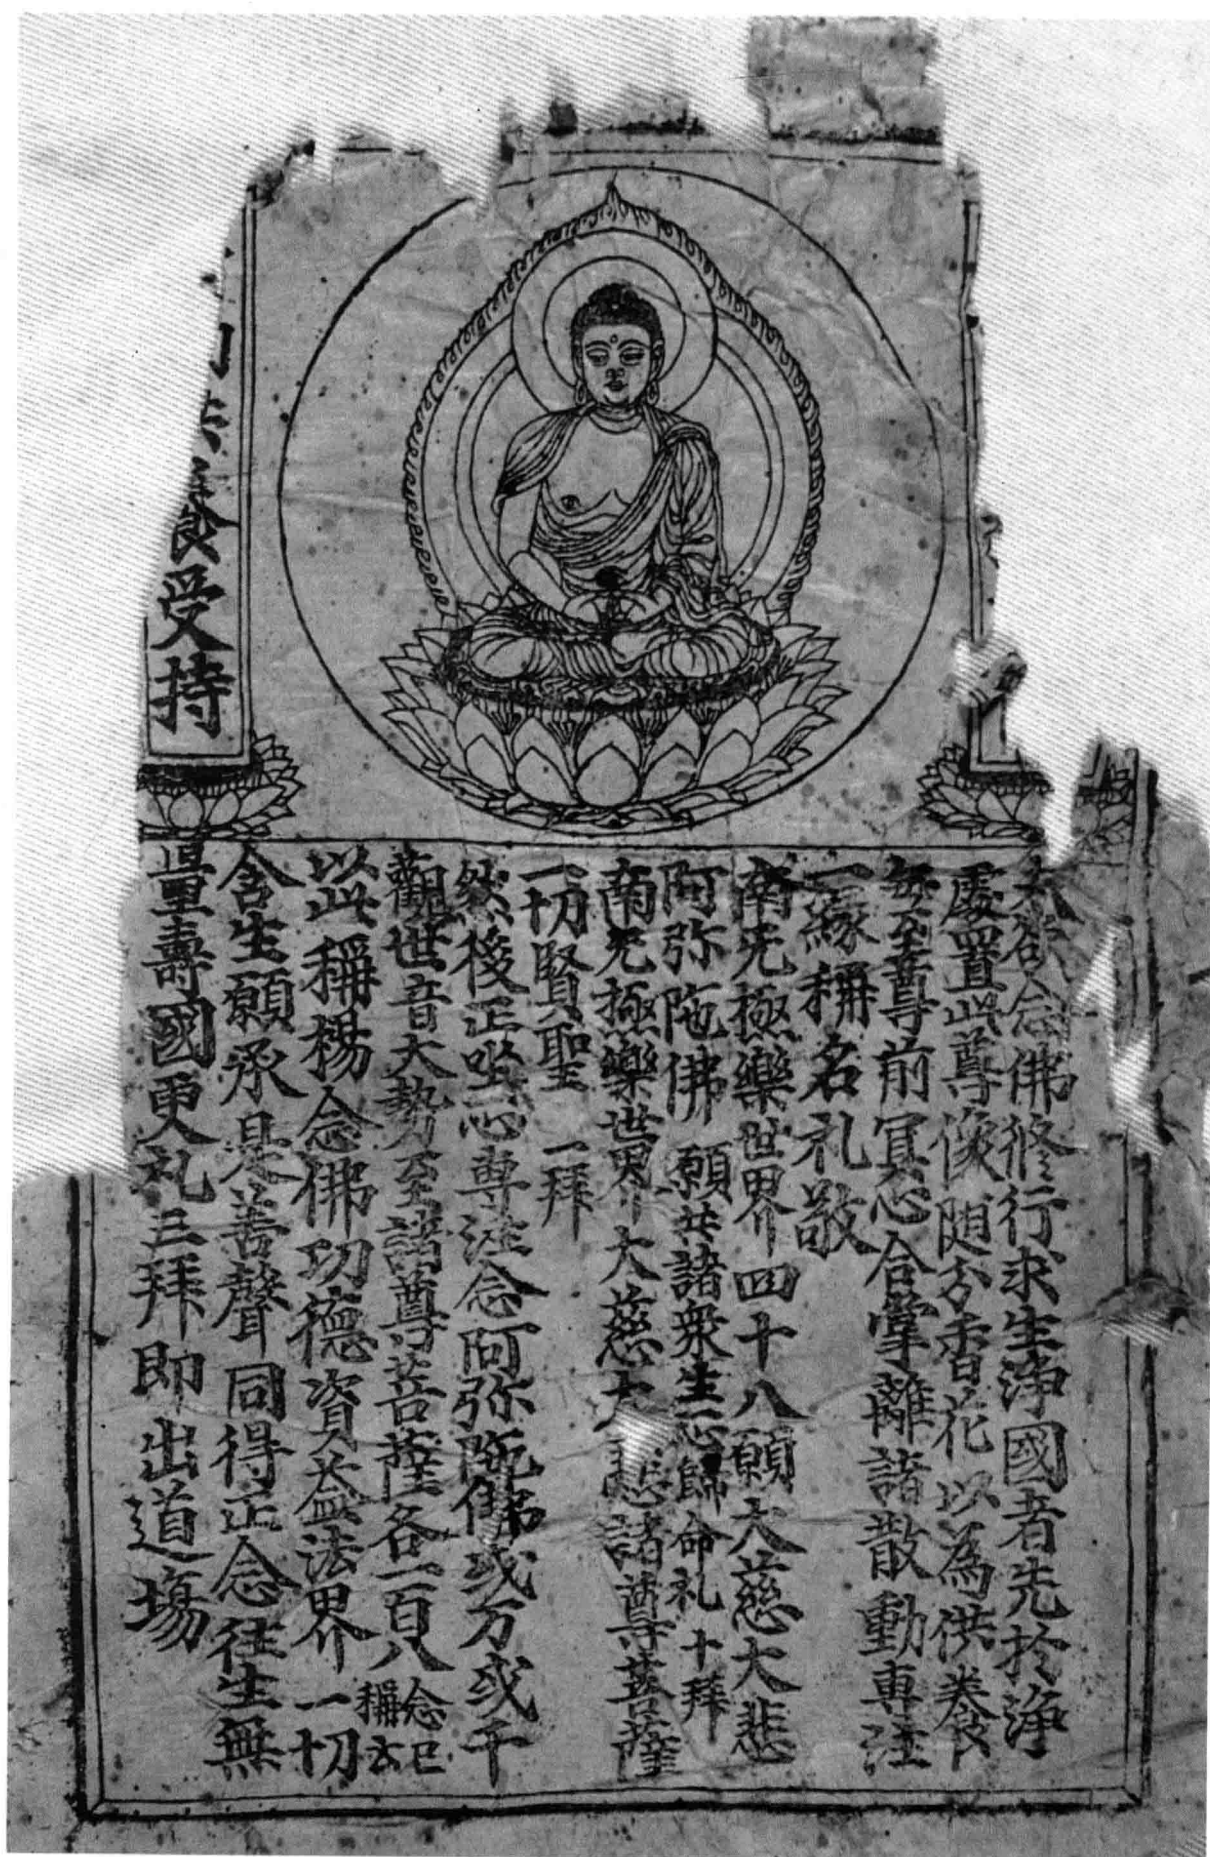 夫欲念佛修行求生淨國者先於淨
處置此尊像随分香花以為供養
每至尊前冥心合掌離諸散動專注
一緣稱名礼敬
南无極樂世界四十八願大慈大悲
阿弥陁佛 願共諸衆生一心歸命礼 十拜
南无極樂世界大慈大悲諸尊菩薩
一切賢聖 一拜
然後正坐一心專注念阿弥陁佛或万或千
觀世音大勢至諸尊菩薩各一百八 念已稱云
以此稱楊念佛功德資益法界一切
含生願承是善聲同得正念往生無
量壽國更礼三拜即出道場
養受持